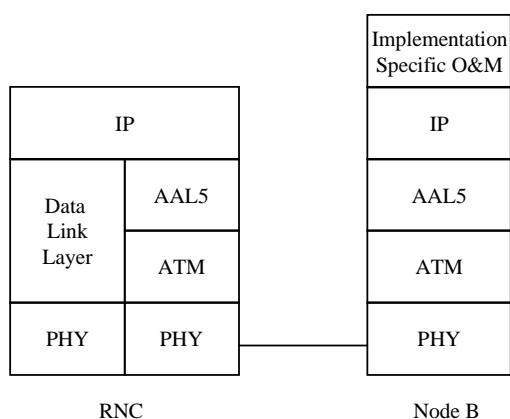 Implementation
Specific O&M
IP
IP
Data
Link
Layer
AAL5
AAL5
ATM
ATM
PHY
PHY
PHY
RNC
Node B